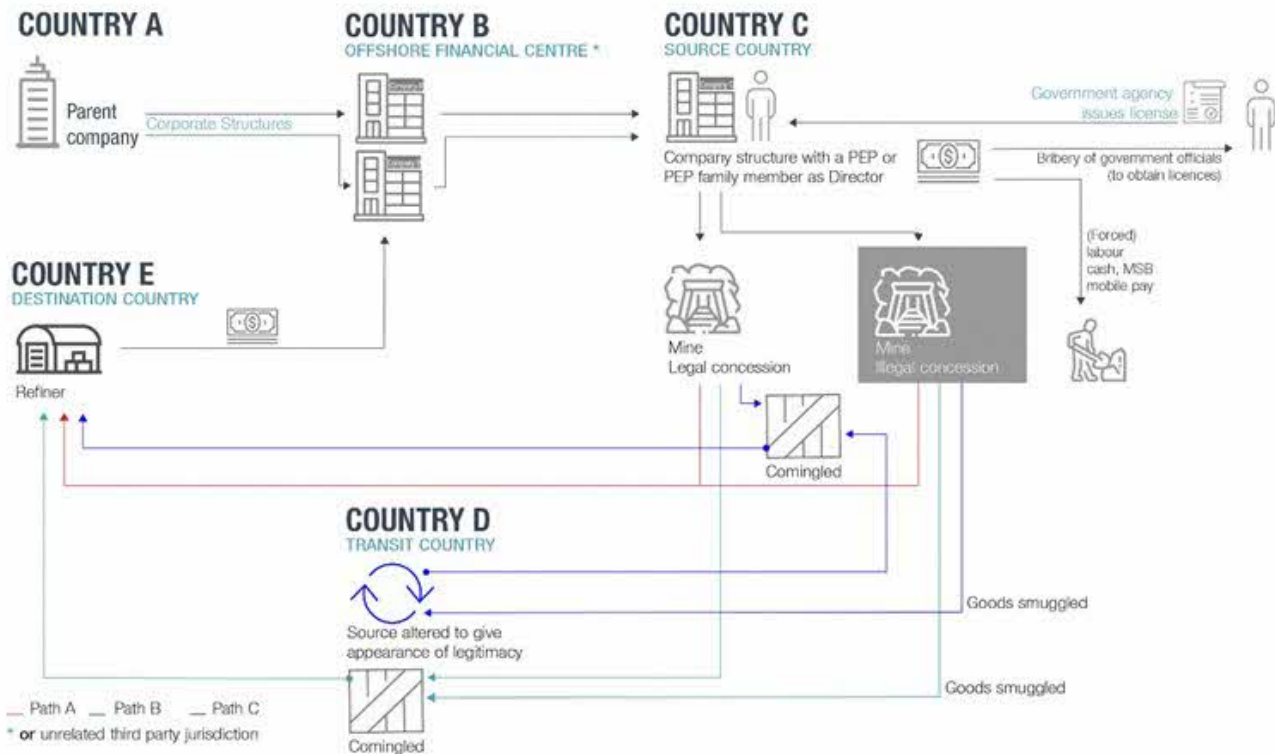 COUNTRY A
Parent
company
Corporate Structures
COUNTRY B
OFFSHORE FINANCIAL CENTRE *
COUNTRY C
SOURCE COUNTRY
Company structure with a PEP or
PEP family member as Director
Government agency
issues license
Bribery of government officials
(to obtain licences)
(Forced)
labour
cash, MSB
mobile pay
COUNTRY E
DESTINATION COUNTRY
Refiner
Mine
Legal concession
Mine
Illegal concession
Comingled
COUNTRY D
TRANSIT COUNTRY
Source altered to give
appearance of legitimacy
Goods smuggled
Goods smuggled
Comingled
Path A
Path B
Path C
* or unrelated third party jurisdiction